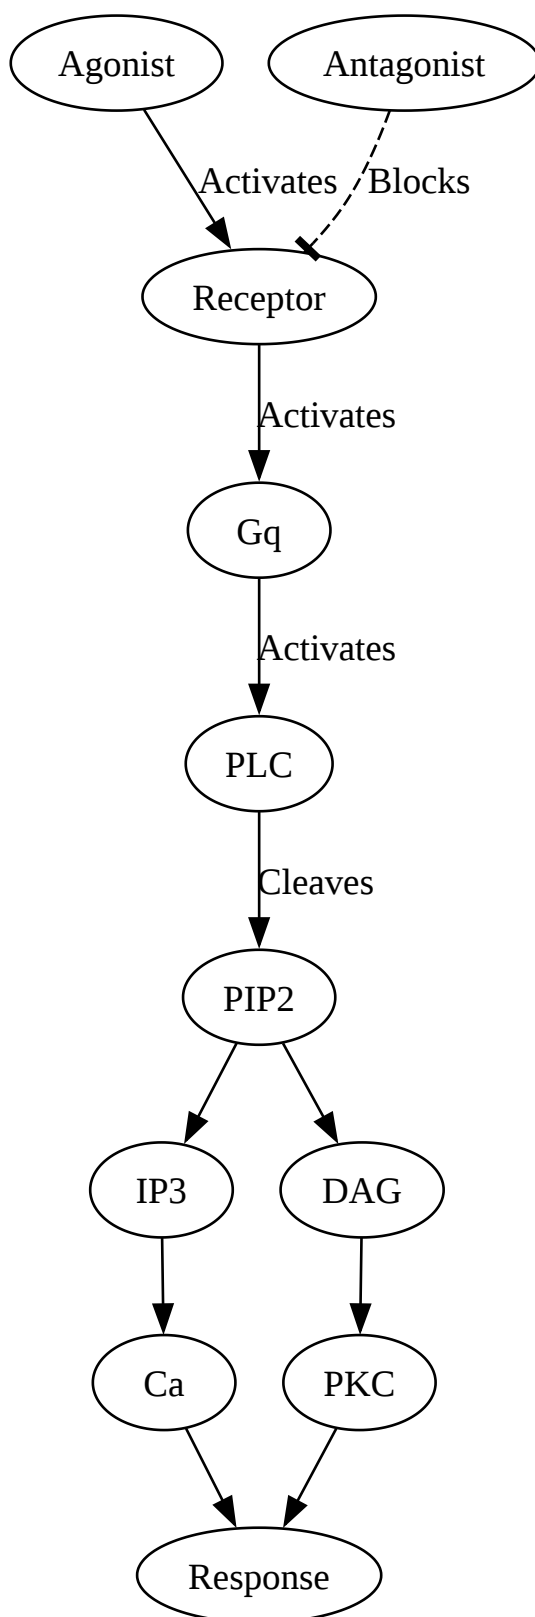 Agonist
Antagonist
Activates
Blocks
Receptor
Activates
Gq
Activates
PLC
Cleaves
PIP2
IP3
DAG
Ca
PKC
Response